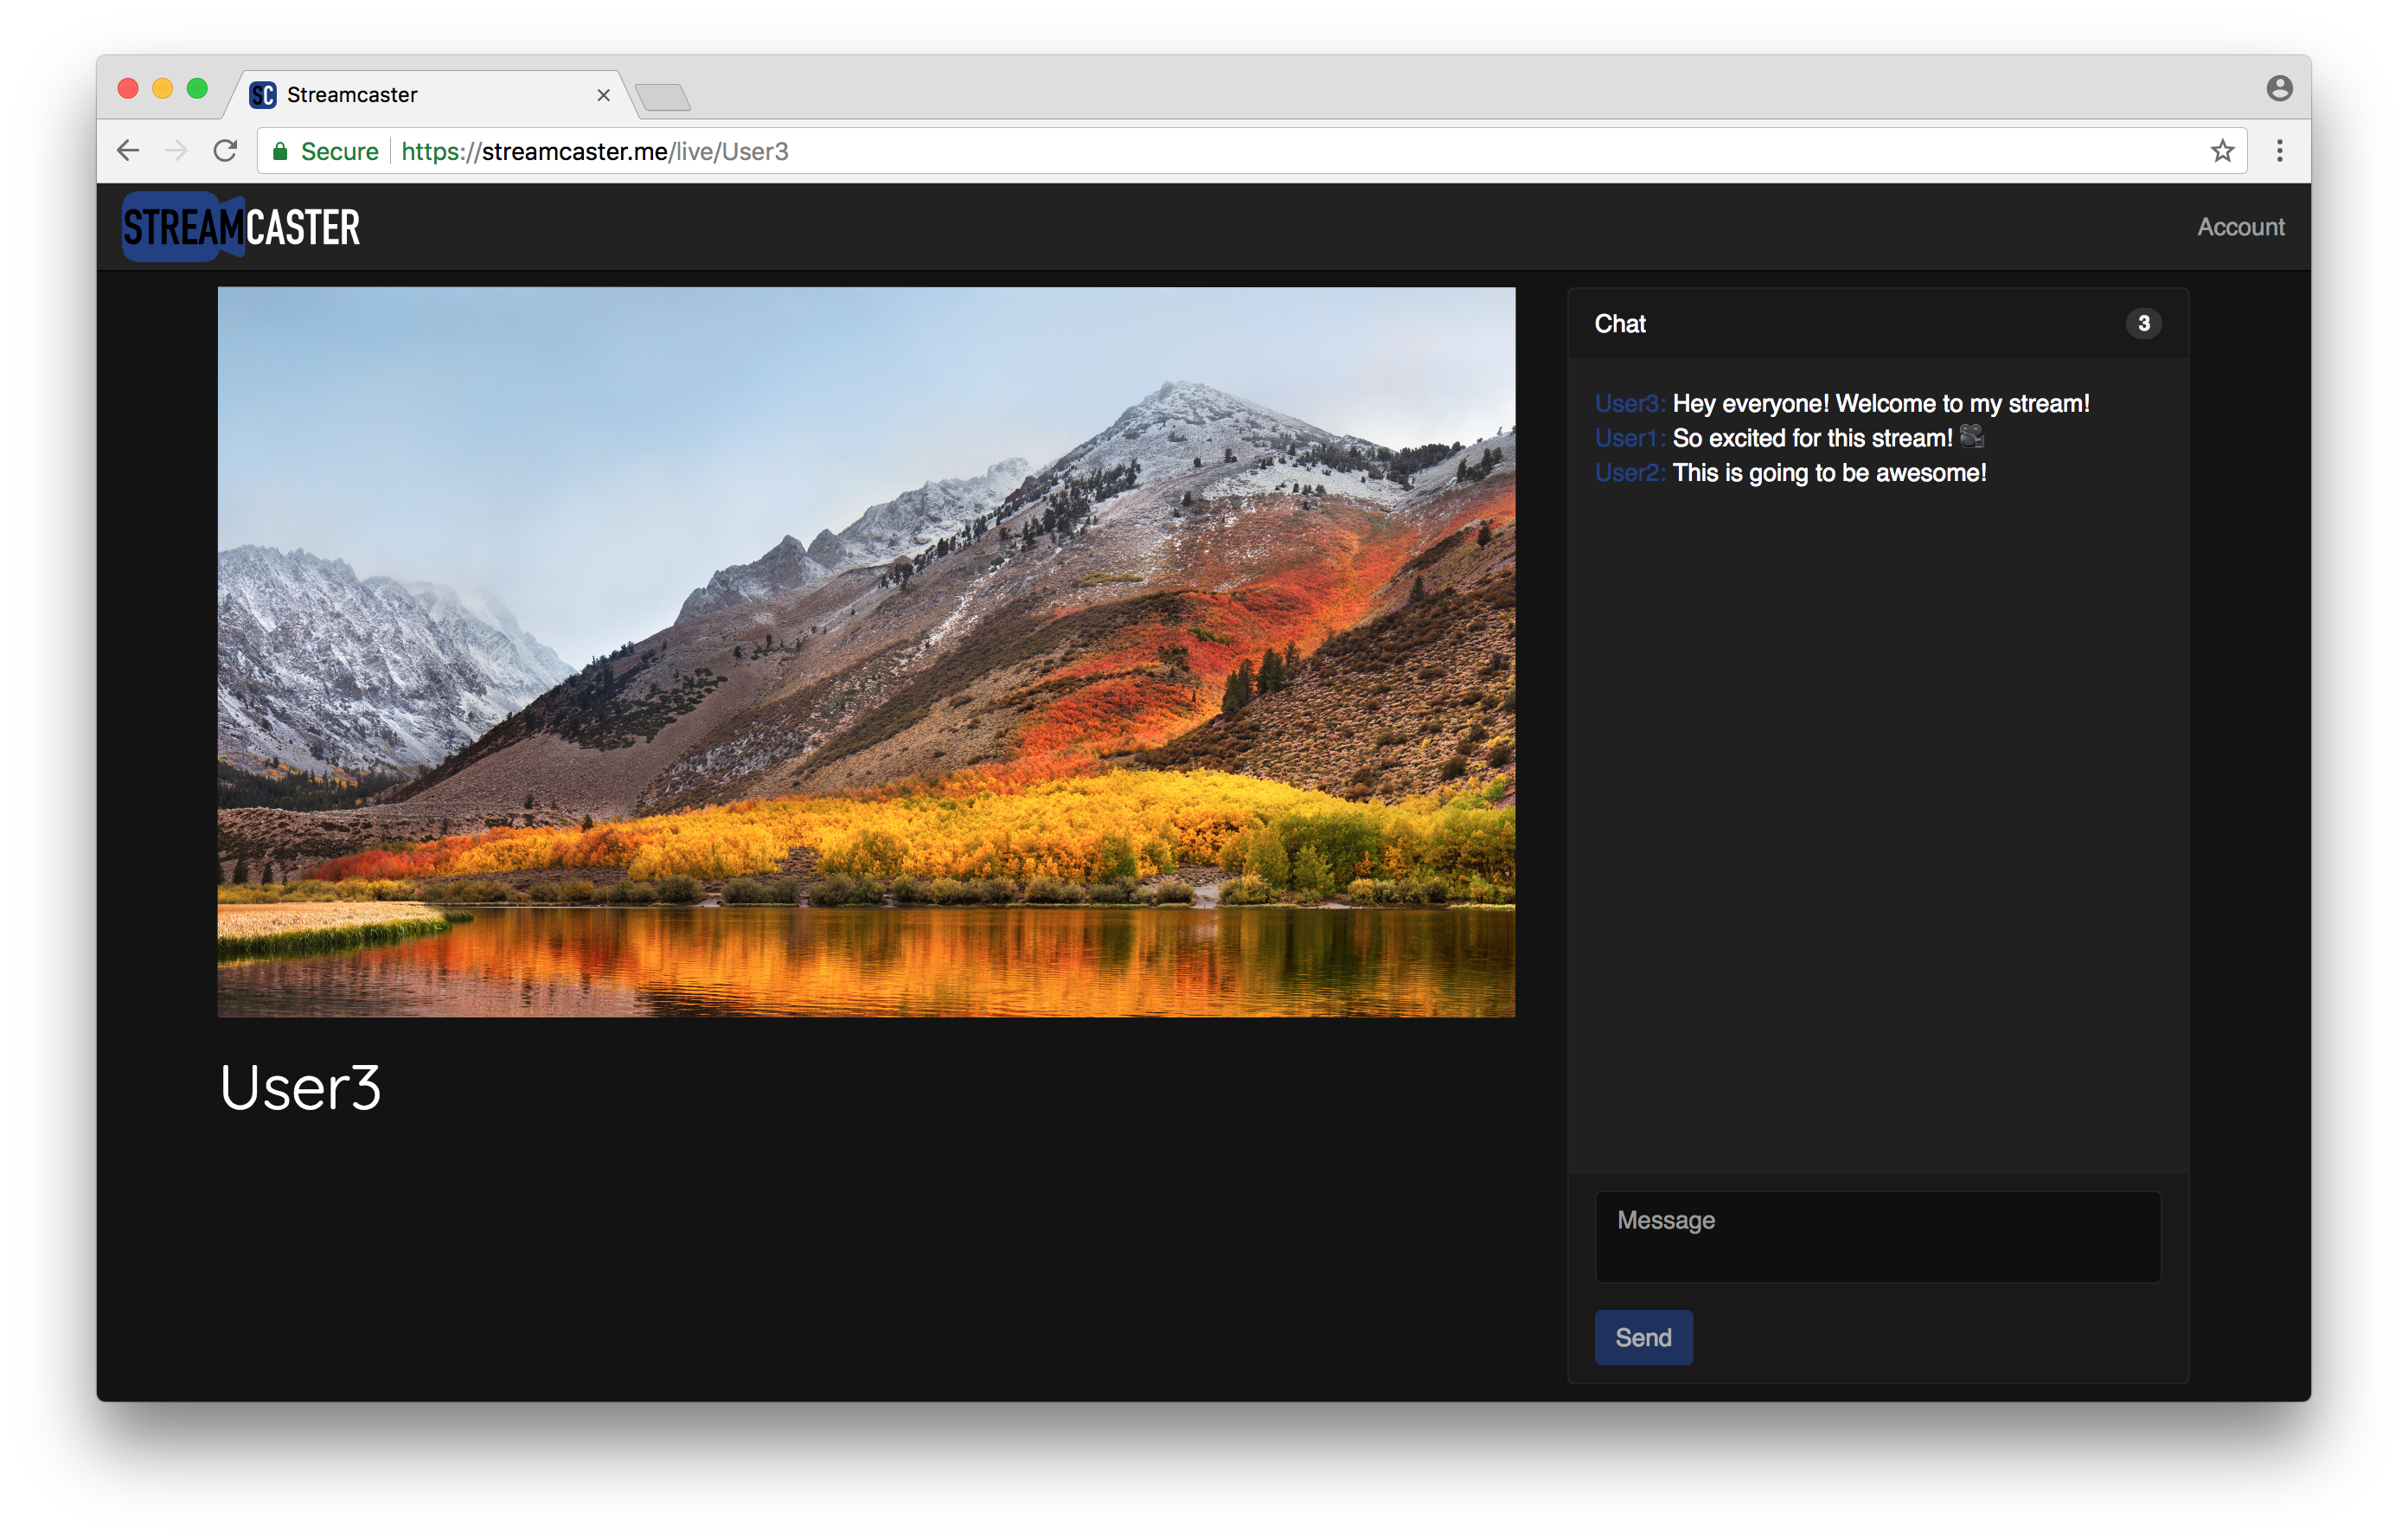 SC Streamcaster
Secure https://streamcaster.me/live/User3
STREAMCASTER
Account
Chat 3
User3: Hey everyone! Welcome to my stream!
User1: So excited for this stream! 🎥
User2: This is going to be awesome!
User3
Message
Send